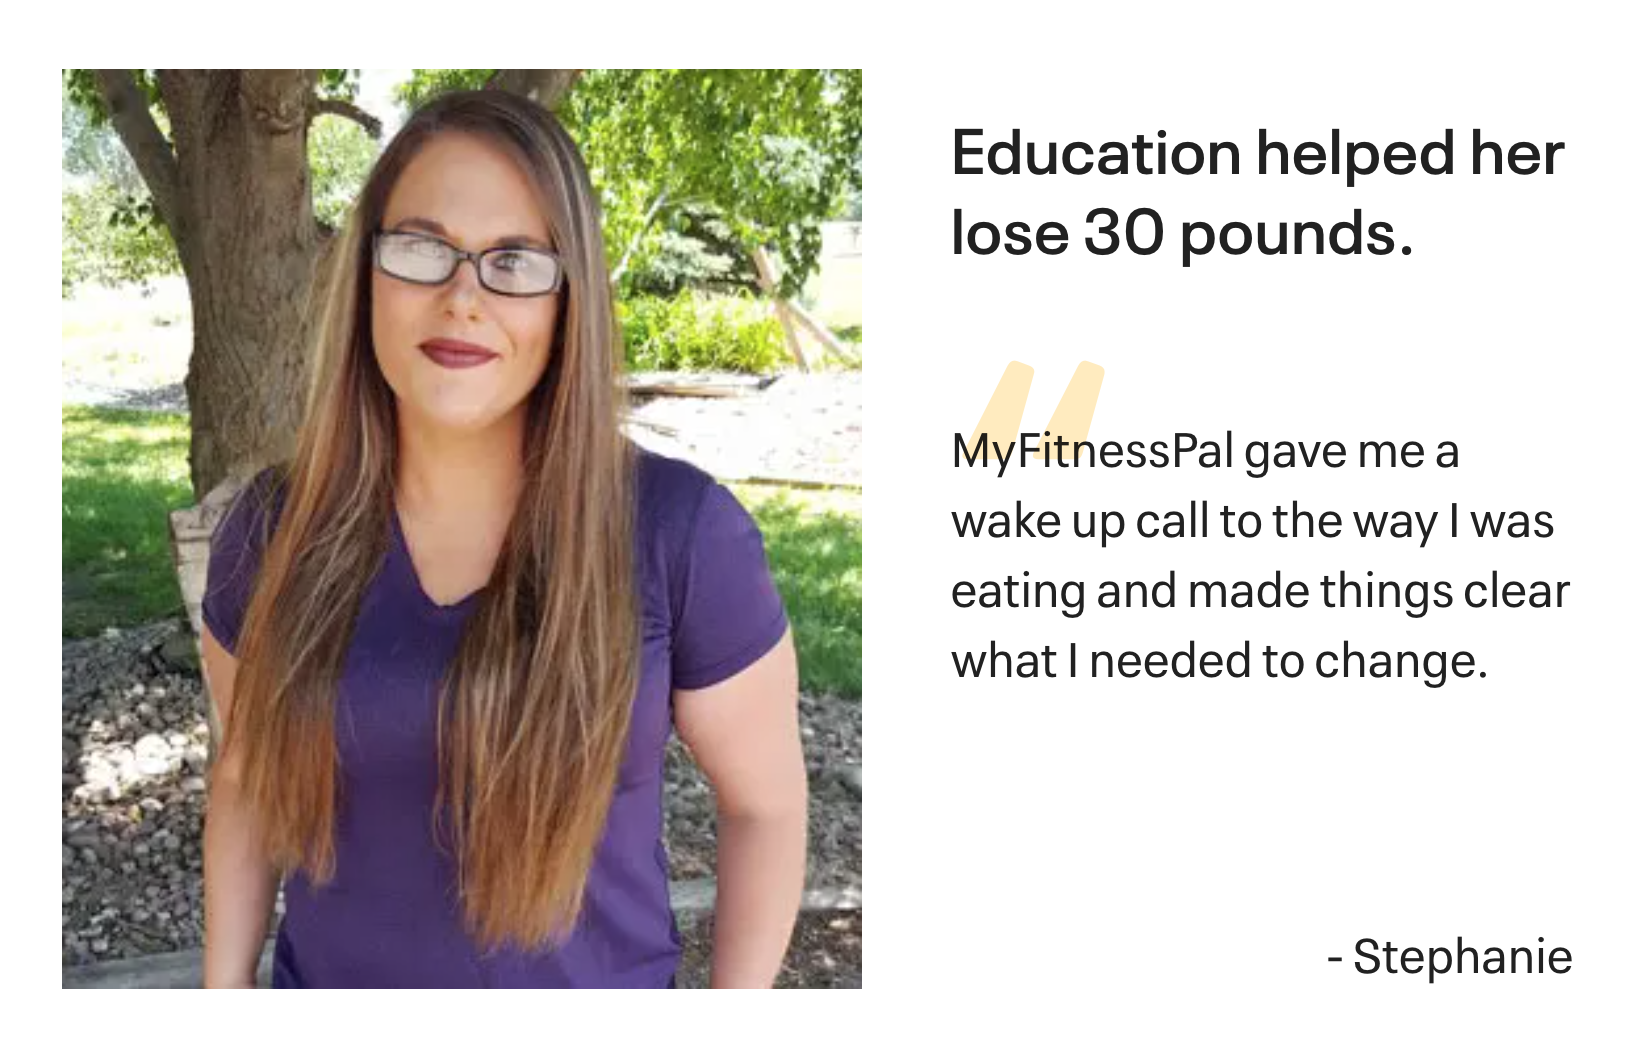 Education helped her
lose 30 pounds.
MyFitnessPal gave me a
wake up call to the way I was
eating and made things clear
what I needed to change.
- Stephanie